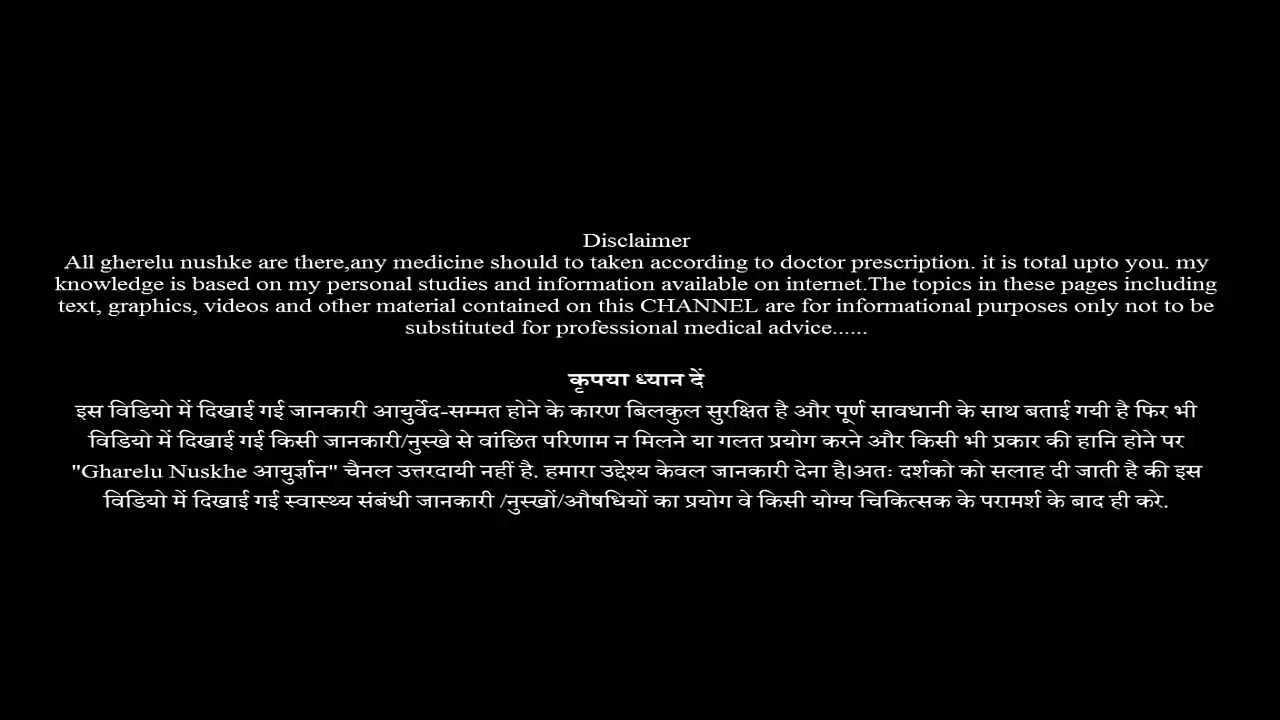 Disclaimer
All gherelu nushke are there,any medicine should to taken according to doctor prescription. it is total upto you. my
knowledge is based on my personal studies and information available on internet.The topics in these pages including
text, graphics, videos and other material contained on this CHANNEL are for informational purposes only not to be
substituted for professional medical advice......
कृपया ध्यान दें
इस विडियो में दिखाई गई जानकारी आयुर्वेद-सम्मत होने के कारण बिलकुल सुरक्षित है और पूर्ण सावधानी के साथ बताई गयी है फिर भी
विडियो में दिखाई गई किसी जानकारी/नुस्खे से वांछित परिणाम न मिलने या गलत प्रयोग करने और किसी भी प्रकार की हानि होने पर
"Gharelu Nuskhe आयुर्ज्ञान" चैनल उत्तरदायी नहीं है. हमारा उद्देश्य केवल जानकारी देना है।अतः दर्शको को सलाह दी जाती है की इस
विडियो में दिखाई गई स्वास्थ्य संबंधी जानकारी /नुस्खों/औषधियों का प्रयोग वे किसी योग्य चिकित्सक के परामर्श के बाद ही करे.